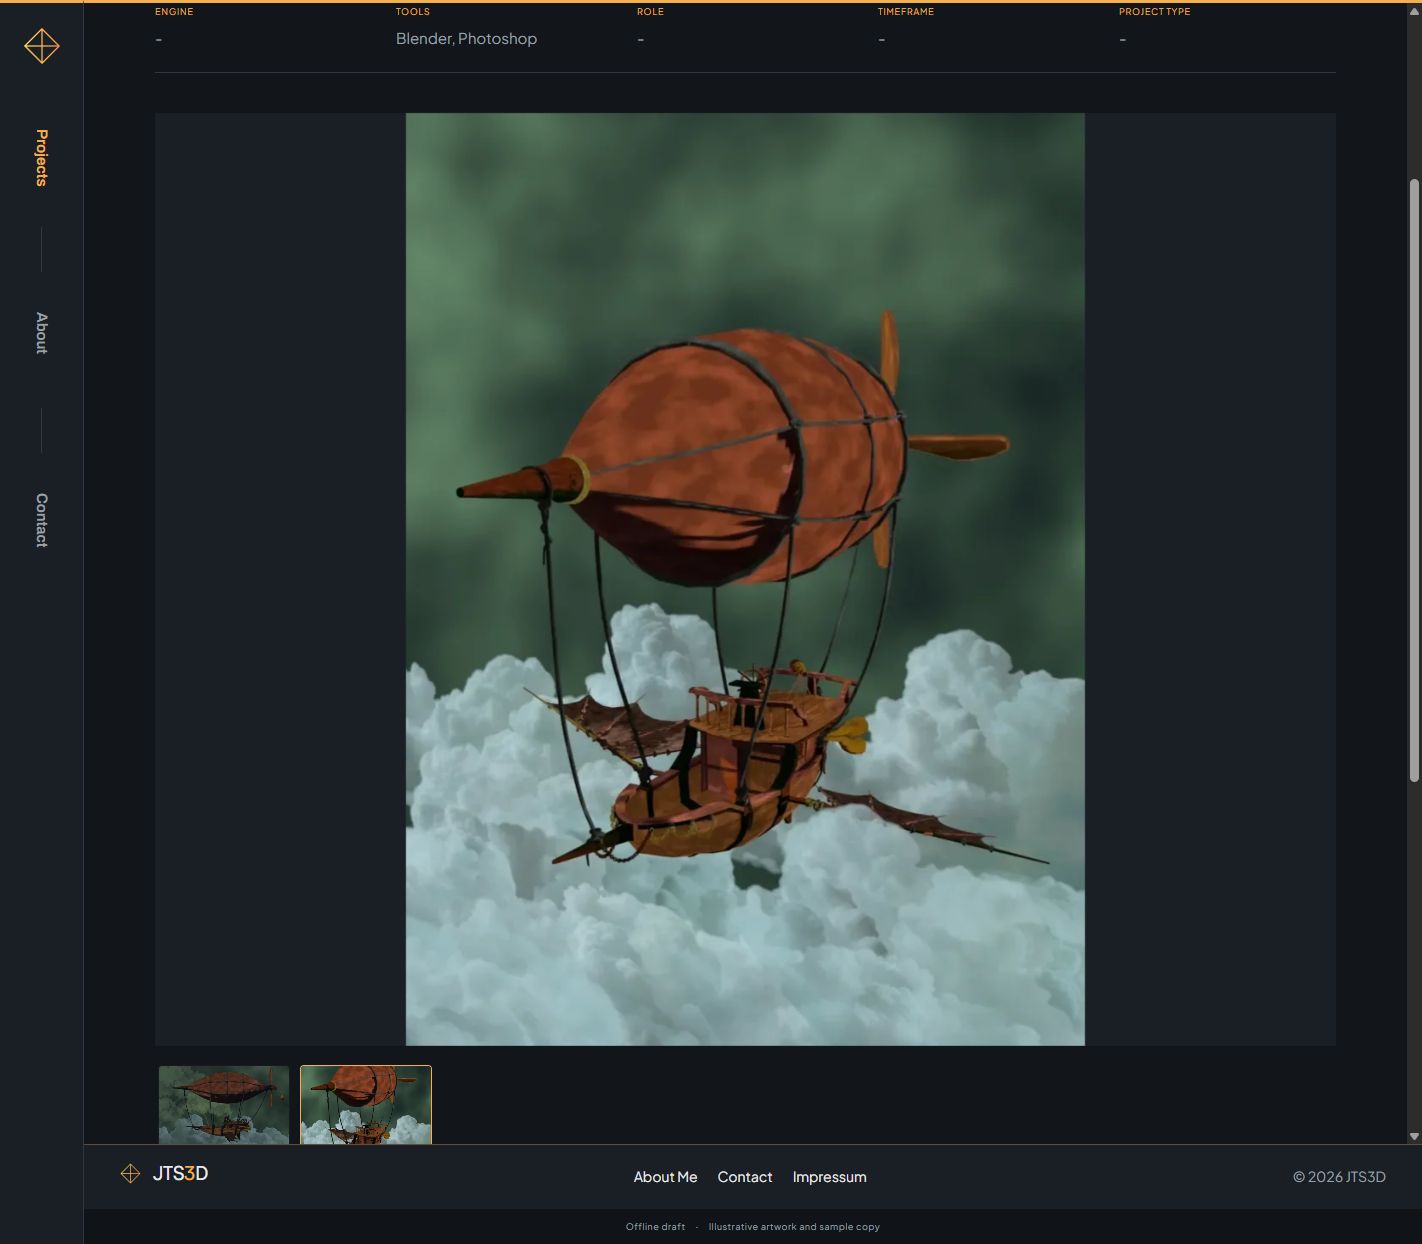 ENGINE
-
TOOLS
Blender, Photoshop
ROLE
-
TIMEFRAME
-
PROJECT TYPE
-
Projects
About
Contact
JTS3D
About Me
Contact
Impressum
© 2026 JTS3D
Offline draft - Illustrative artwork and sample copy